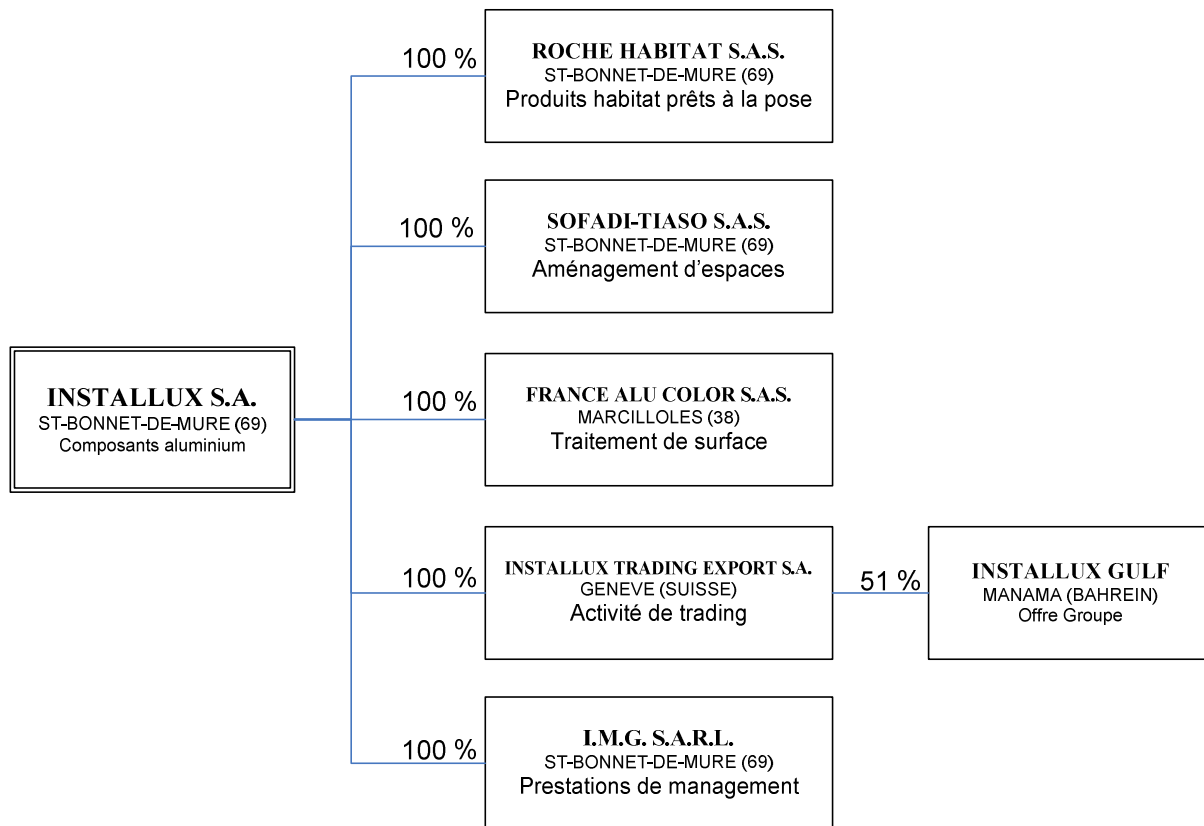 100 %
ROCHE HABITAT S.A.S.
ST-BONNET-DE-MURE (69)
Produits habitat prêts à la pose
100 %
SOFADI-TIASO S.A.S.
ST-BONNET-DE-MURE (69)
Aménagement d'espaces
INSTALLUX S.A.
ST-BONNET-DE-MURE (69)
Composants aluminium
100 %
FRANCE ALU COLOR S.A.S.
MARCILLOLES (38)
Traitement de surface
100 %
INSTALLUX TRADING EXPORT S.A.
GENEVE (SUISSE)
Activité de trading
51 %
INSTALLUX GULF
MANAMA (BAHREIN)
Offre Groupe
100 %
I.M.G. S.A.R.L.
ST-BONNET-DE-MURE (69)
Prestations de management